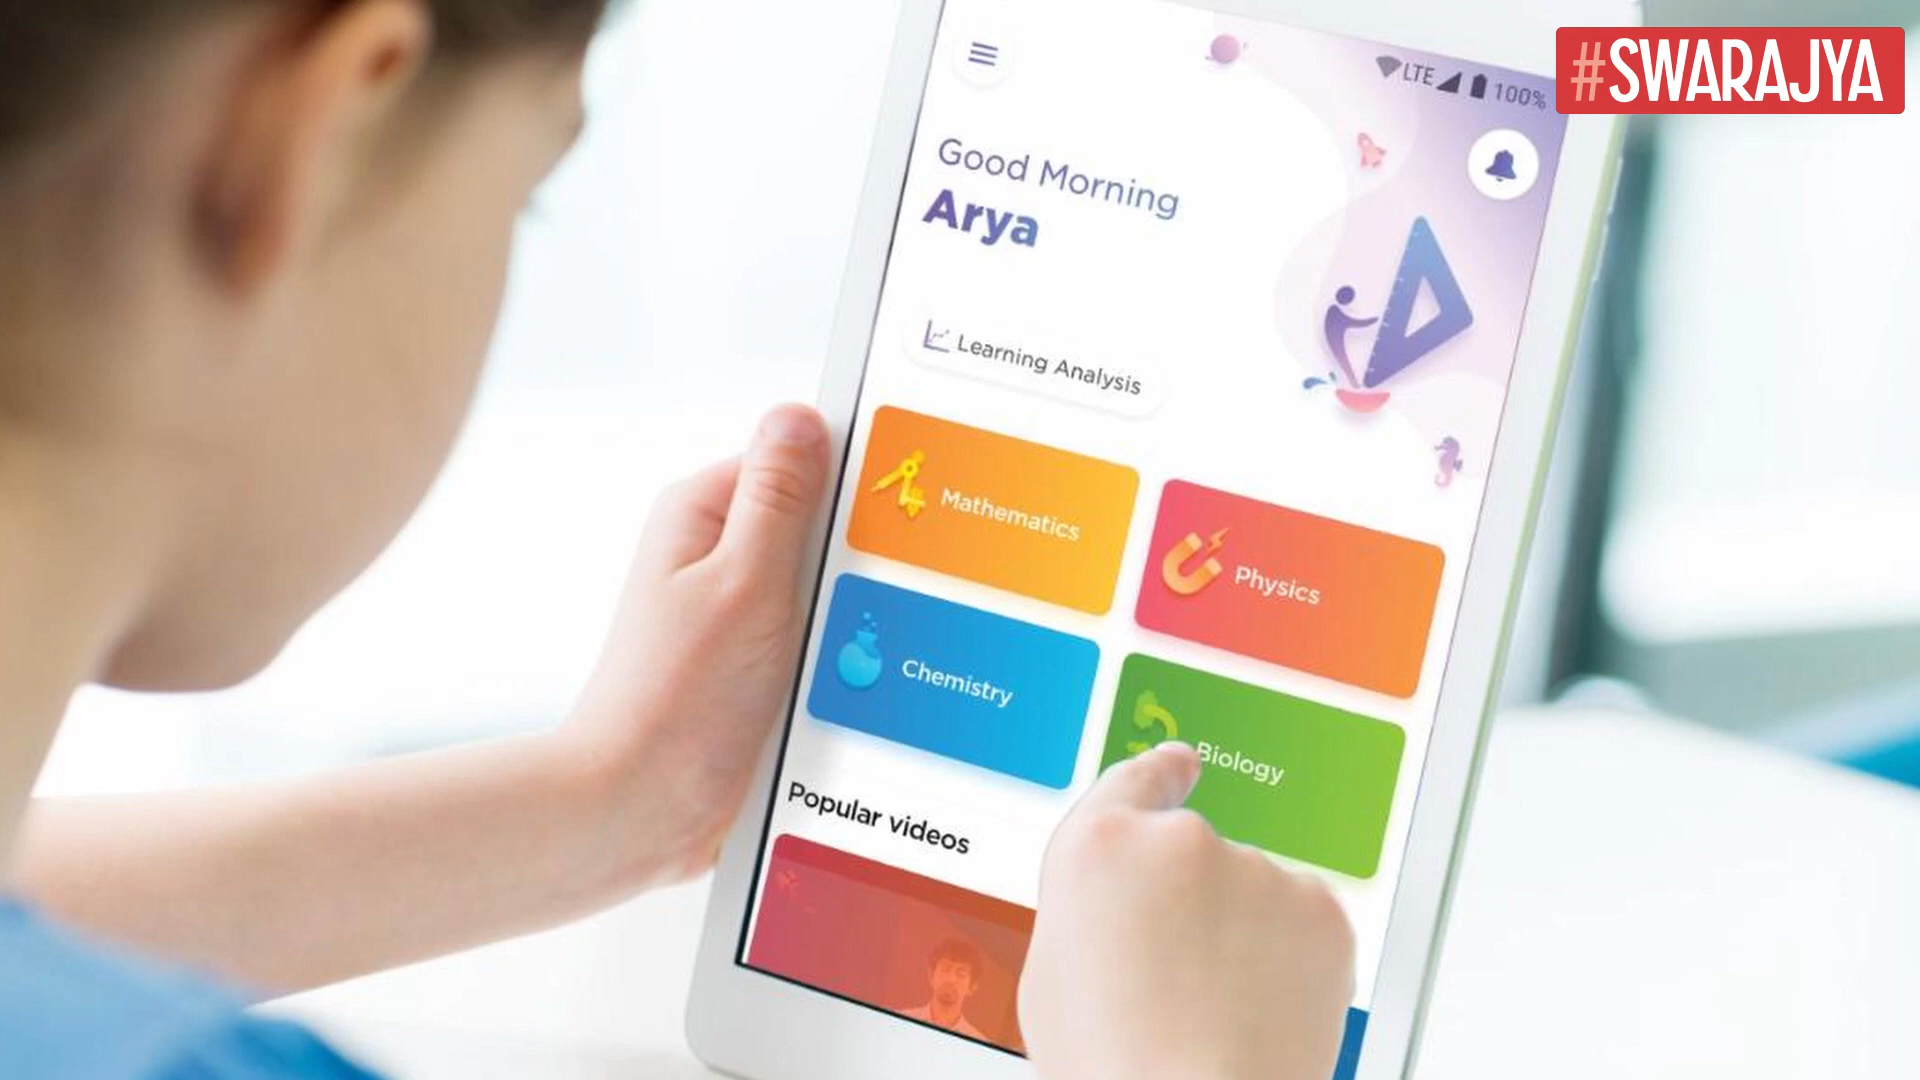 #SWARAJYA
LTE 100%
Good Morning
Arya
Learning Analysis
Mathematics
Physics
Chemistry
Biology
Popular videos